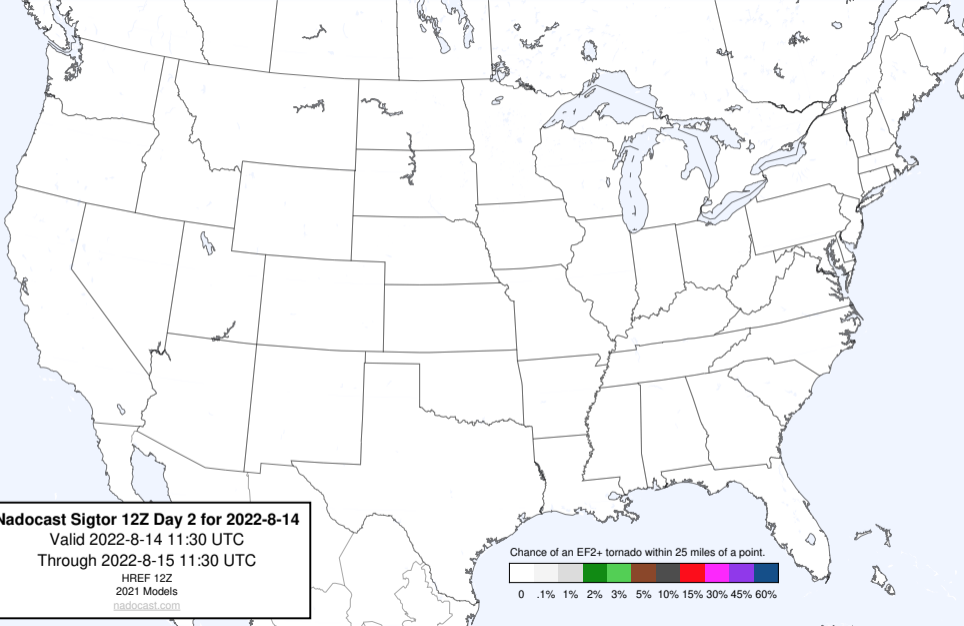 Nadocast Sigtor 12Z Day 2 for 2022-8-14
Valid 2022-8-14 11:30 UTC
Through 2022-8-15 11:30 UTC
HREF 12Z
2021 Models
nadocast.com
Chance of an EF2+ tornado within 25 miles of a point.
0 .1% 1% 2% 3% 5% 10% 15% 30% 45% 60%